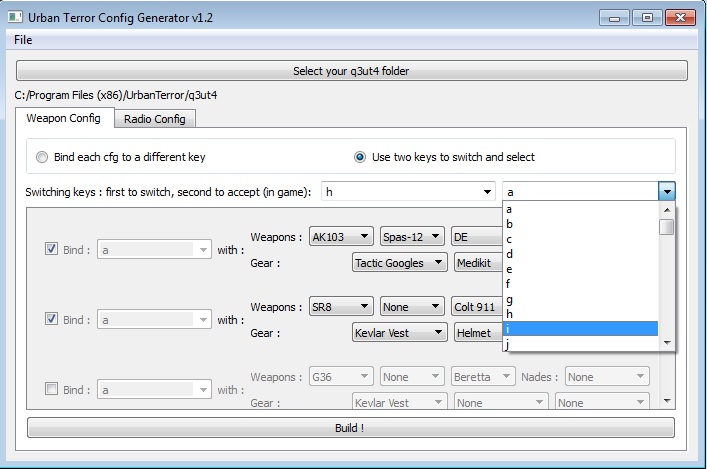 Urban Terror Config Generator v1.2
File
Select your q3ut4 folder
C:/Program Files (x86)/UrbanTerror/q3ut4
Weapon Config Radio Config
Bind each cfg to a different key Use two keys to switch and select
Switching keys : first to switch, second to accept (in game): h a
a
b
c
d
e
f
g
h
i
j
Bind : a with : Weapons : AK103 Spas-12 DE
Gear : Tactic Googles Medikit
Bind : a with : Weapons : SR8 None Colt 911
Gear : Kevlar Vest Helmet
Bind : a with : Weapons : G36 None Beretta Nades : None
Gear : Kevlar Vest None None
Build !